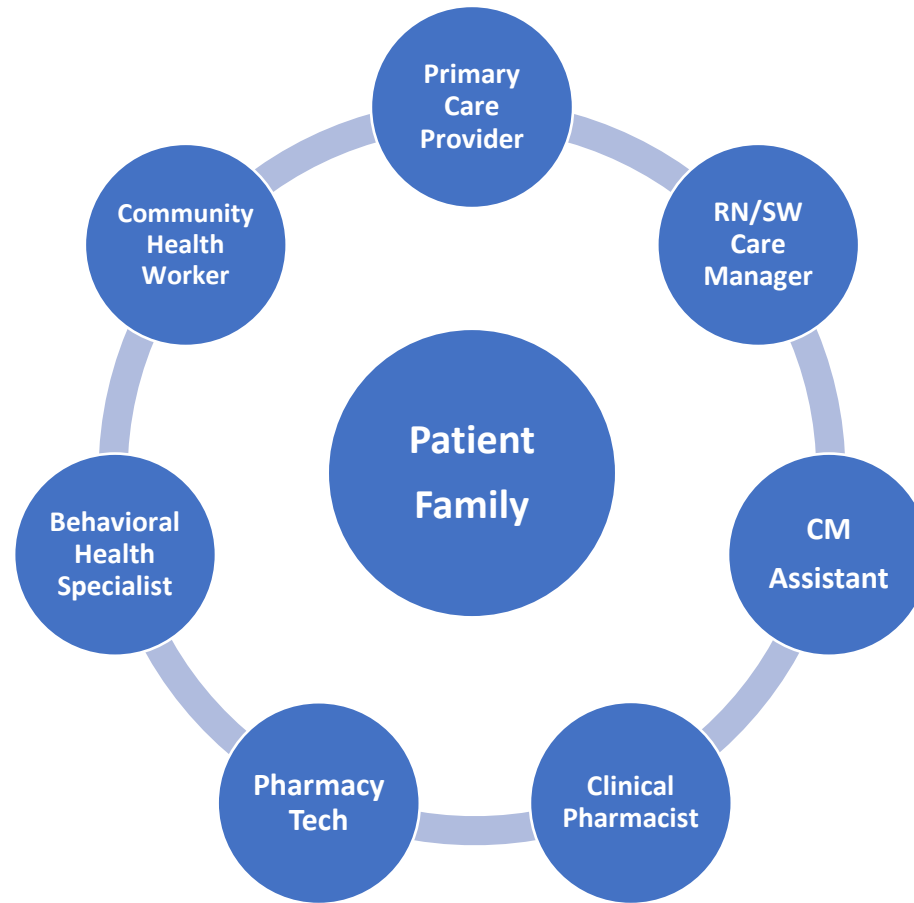 Primary
Care
Provider
RN/SW
Care
Manager
CM
Assistant
Clinical
Pharmacist
Pharmacy
Tech
Behavioral
Health
Specialist
Community
Health
Worker
Patient
Family